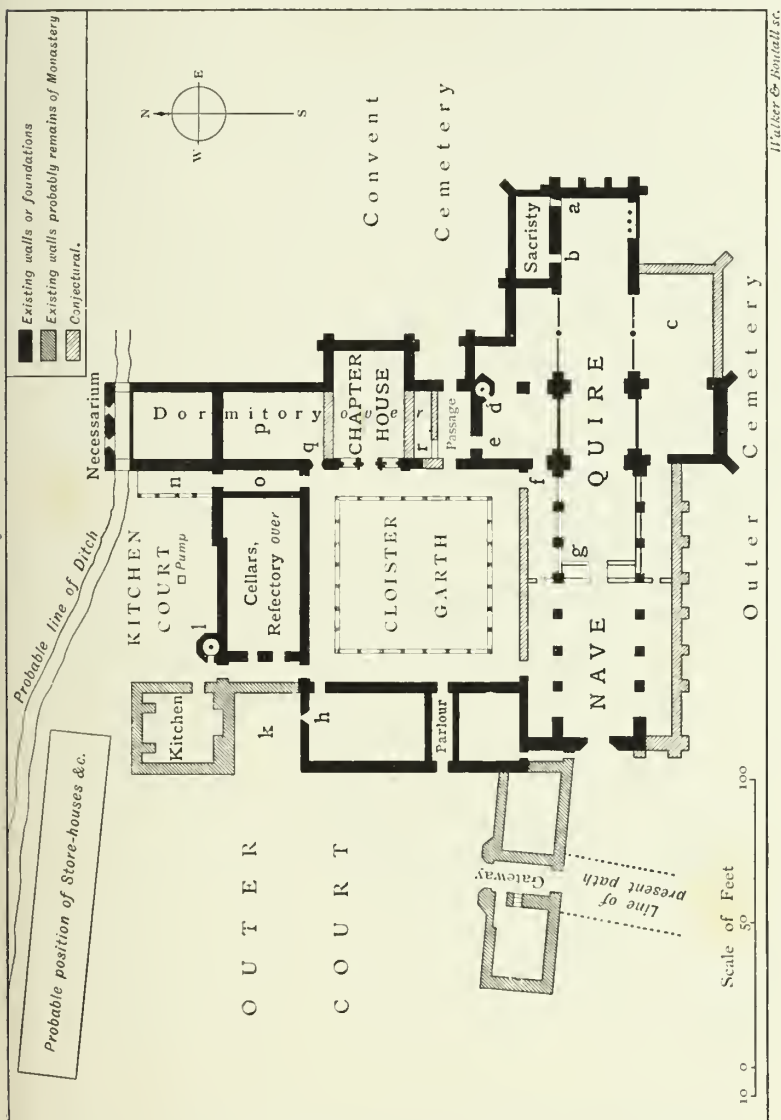 Existing walls or foundations
Existing walls probably remains of Monastery
Conjectural.
N
W
E
S
Probable line of Ditch
Probable position of Store-houses &c.
Necessarium
KITCHEN
COURT
Pump
Kitchen
n
o
p
q
r
l
k
h
Dormitory over
Cellars,
Refectory over
CHAPTER
HOUSE
Passage
Convent
Cemetery
CLOISTER
GARTH
Parlour
OUTER
COURT
Sacristy
a
b
c
d
e
f
g
QUIRE
NAVE
Gateway
Line of
present path
Outer Cemetery
Scale of Feet
10 0 50 100
Walker & Boutall sc.